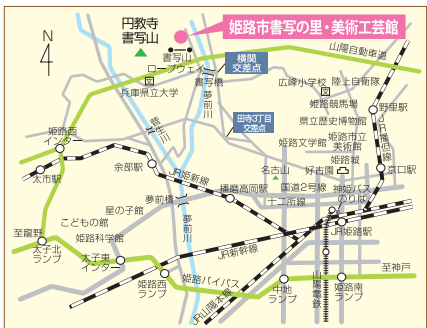 姫路市書写の里・美術工芸館
円教寺
書写山
N
4
山陽自動車道
書写山
ロープウェイ
横関
交差点
書写橋
兵庫県立大学
夢前川
広峰小学校
陸上自衛隊
姫路競馬場
野里駅
田寺3丁目
交差点
菅生川
県立歴史博物館
JR播但線
姫路文学館
姫路市立
美術館
姫路西
インター
余部駅
姫路城
太市駅
JR姫新線
名古山
好古園
京口駅
播磨高岡駅
国道2号線
神姫バス
のりば
夢前橋
十二所線
星の子館
こどもの館
夢前川
JR姫路駅
至龍野
姫路科学館
太子北
ランプ
太子東
インター
JR新幹線
姫路バイパス
至神戸
姫路西
ランプ
JR山陽本線
中地
ランプ
山陽電鉄
姫路南
ランプ